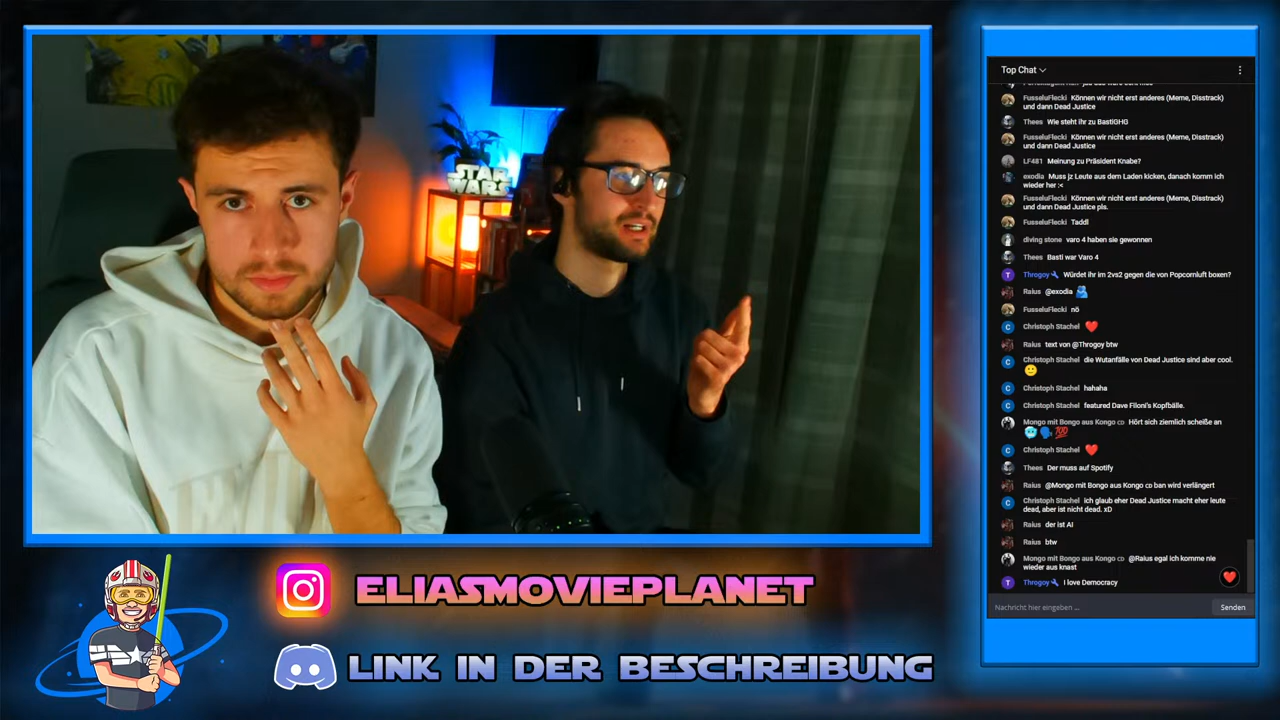 STAR
WARS
Top Chat
FusseluFlecki Können wir nicht erst anderes (Meme, Disstrack)
und dann Dead Justice
Thees Wie steht ihr zu BastiGHG
FusseluFlecki Können wir nicht erst anderes (Meme, Disstrack)
und dann Dead Justice
LF481 Meinung zu Präsident Knabe?
exodia Muss jz Leute aus dem Laden kicken, danach komm ich
wieder her :<
FusseluFlecki Können wir nicht erst anderes (Meme, Disstrack)
und dann Dead Justice pls.
FusseluFlecki Taddl
diving stone varo 4 haben sie gewonnen
Thees Basti war Varo 4
T Throgoy Würdet ihr im 2vs2 gegen die von Popcornluft boxen?
Raius @exodia
FusseluFlecki nö
C Christoph Stachel ❤️
Raius text von @Throgoy btw
C Christoph Stachel die Wutanfälle von Dead Justice sind aber cool.
🙂
C Christoph Stachel hahaha
C Christoph Stachel featured Dave Filoni's Kopfbälle.
Mongo mit Bongo aus Kongo CD Hört sich ziemlich scheiße an
🥶🗣️💯
C Christoph Stachel ❤️
Thees Der muss auf Spotify
Raius @Mongo mit Bongo aus Kongo CD ban wird verlängert
C Christoph Stachel ich glaub eher Dead Justice macht eher leute
dead, aber ist nicht dead. xD
Raius der ist AI
Raius btw
Mongo mit Bongo aus Kongo CD @Raius egal ich komme nie
wieder aus knast
T Throgoy I love Democracy
Nachricht hier eingeben ...
Senden
ELIASMOVIEPLANET
LINK IN DER BESCHREIBUNG